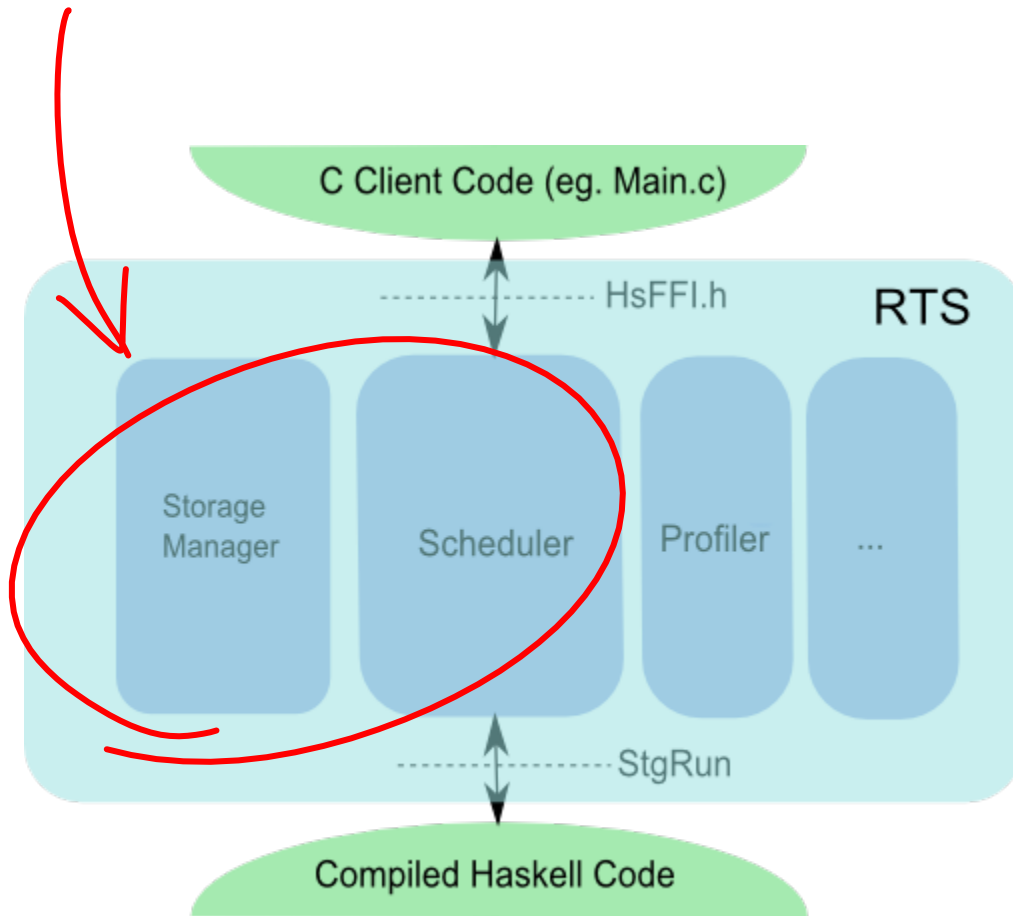 C Client Code (eg. Main.c)
HsFFI.h
RTS
Storage
Manager
Scheduler
Profiler
...
StgRun
Compiled Haskell Code